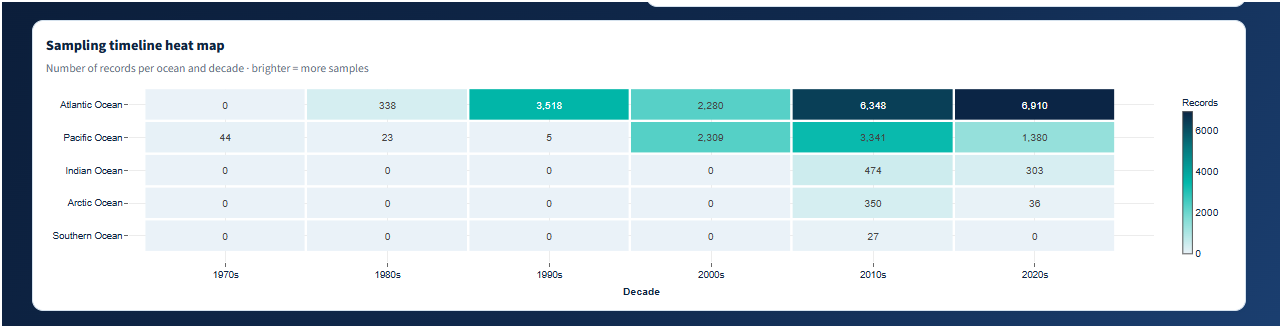 Sampling timeline heat map
Number of records per ocean and decade · brighter = more samples
Records
Atlantic Ocean 0 338 3,518 2,280 6,348 6,910
Pacific Ocean 44 23 5 2,309 3,341 1,380
Indian Ocean 0 0 0 0 474 303
Arctic Ocean 0 0 0 0 350 36
Southern Ocean 0 0 0 0 27 0
6000
4000
2000
0
1970s 1980s 1990s 2000s 2010s 2020s
Decade